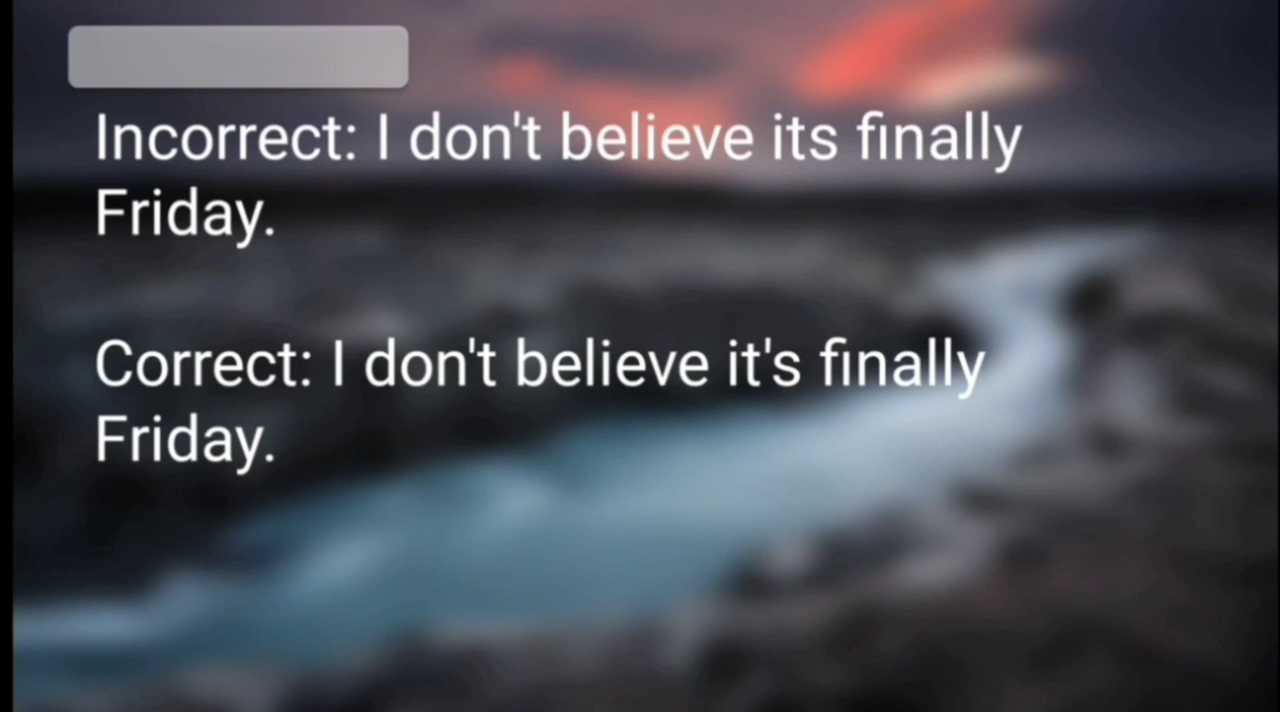 Incorrect: I don't believe its finally
Friday.
Correct: I don't believe it's finally
Friday.